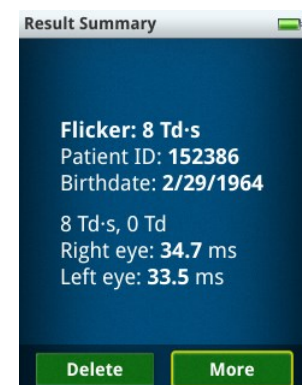 Result Summary
Flicker: 8 Td·s
Patient ID: 152386
Birthdate: 2/29/1964
8 Td·s, 0 Td
Right eye: 34.7 ms
Left eye: 33.5 ms
Delete More